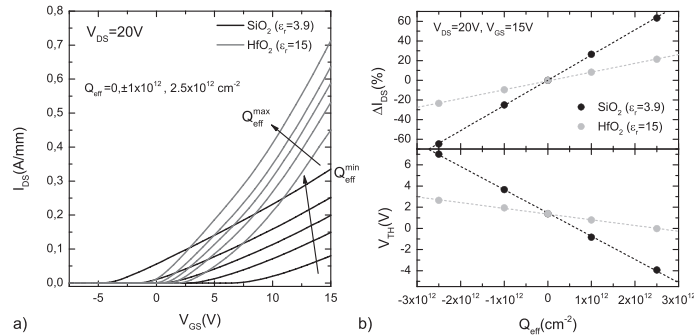 0,8
0,7
0,6
0,5
0,4
0,3
0,2
0,1
0,0
I_DS(A/mm)
V_DS=20V
SiO₂ (ε_r=3.9)
HfO₂ (ε_r=15)
Q_eff=0,±1x10¹², 2.5x10¹² cm⁻²
Q_eff^max
Q_eff^min
-5 0 5 10 15
V_GS(V)
a)
60
40
20
0
-20
-40
-60
ΔI_DS(%)
V_DS=20V, V_GS=15V
SiO₂ (ε_r=3.9)
HfO₂ (ε_r=15)
6
4
2
0
-2
-4
V_TH(V)
-3x10¹² -2x10¹² -1x10¹² 0 1x10¹² 2x10¹² 3x10¹²
Q_eff(cm⁻²)
b)